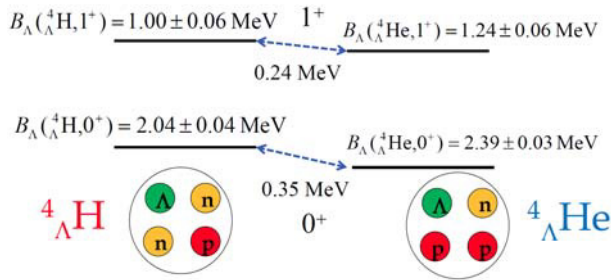 B_Λ(⁴_ΛH,1⁺) = 1.00 ± 0.06 MeV
1⁺
B_Λ(⁴_ΛHe,1⁺) = 1.24 ± 0.06 MeV
0.24 MeV
B_Λ(⁴_ΛH,0⁺) = 2.04 ± 0.04 MeV
B_Λ(⁴_ΛHe,0⁺) = 2.39 ± 0.03 MeV
0.35 MeV
0⁺
⁴_ΛH
Λ n
n p
Λ n
p p
⁴_ΛHe